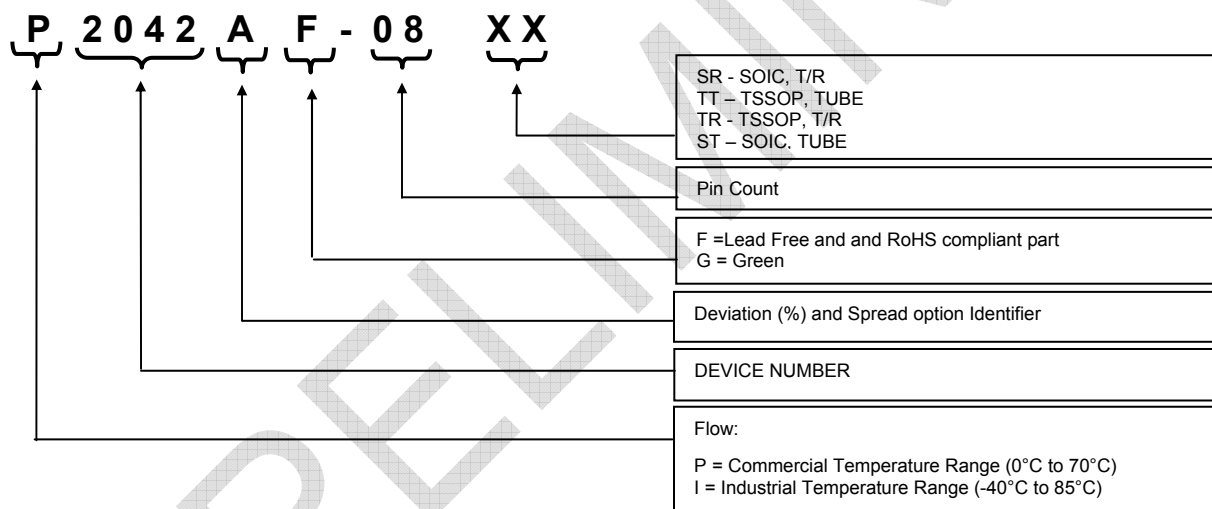 P 2042 A F - 08 XX
SR - SOIC, T/R
TT – TSSOP, TUBE
TR - TSSOP, T/R
ST – SOIC. TUBE
Pin Count
F =Lead Free and and RoHS compliant part
G = Green
Deviation (%) and Spread option Identifier
DEVICE NUMBER
Flow:
P = Commercial Temperature Range (0°C to 70°C)
I = Industrial Temperature Range (-40°C to 85°C)